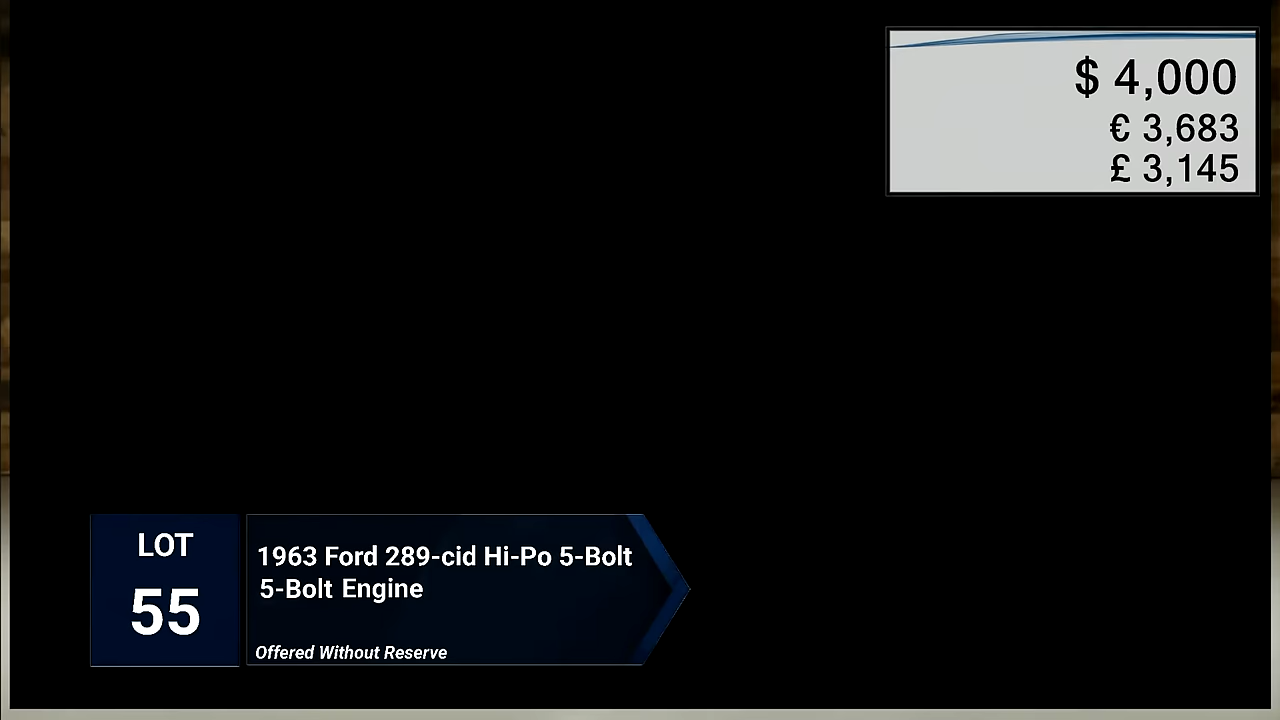 $ 4,000
€ 3,683
£ 3,145
LOT
55
1963 Ford 289-cid Hi-Po 5-Bolt
5-Bolt Engine
Offered Without Reserve